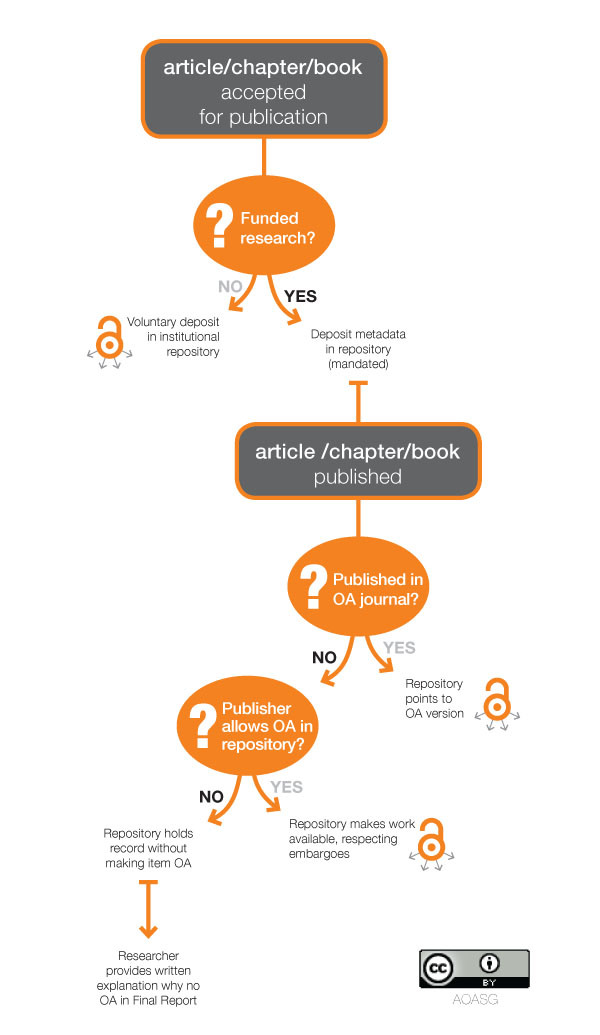 article/chapter/book
accepted
for publication
?
Funded
research?
NO
YES
Voluntary deposit
in institutional
repository
Deposit metadata
in repository
(mandated)
article /chapter/book
published
?
Published in
OA journal?
NO
YES
Repository
points to
OA version
?
Publisher
allows OA in
repository?
NO
YES
Repository holds
record without
making item OA
Repository makes work
available, respecting
embargoes
Researcher
provides written
explanation why no
OA in Final Report
cc
BY
AOASG